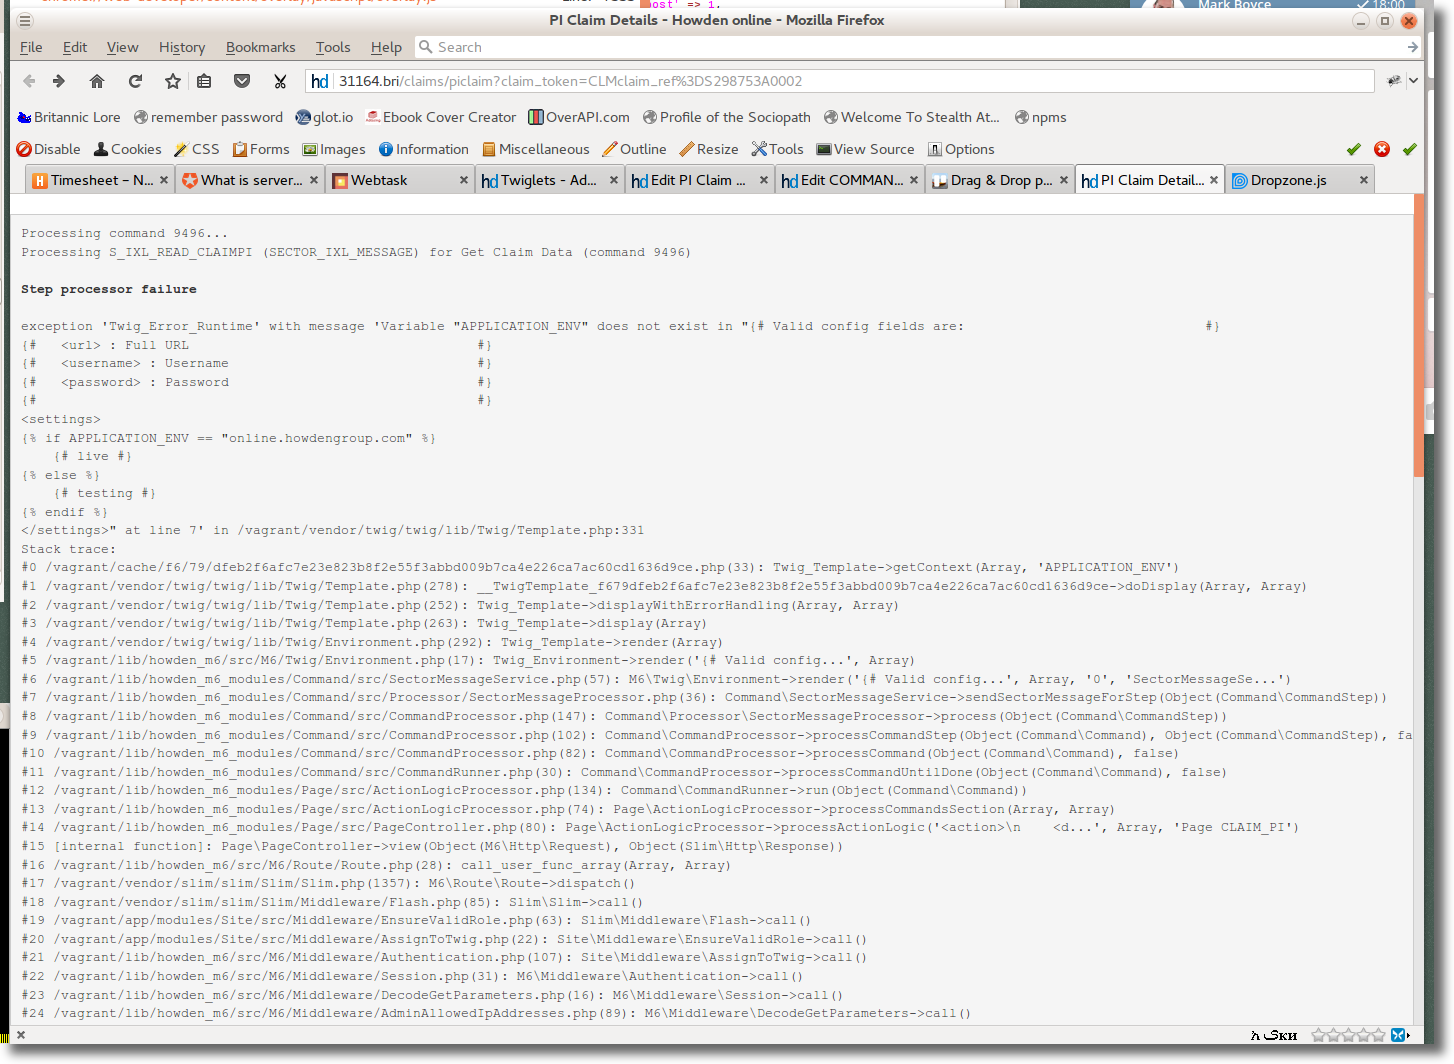 ost' => 1,
Mark Boyce
18:00
PI Claim Details - Howden online - Mozilla Firefox
File Edit View History Bookmarks Tools Help Search
hd 31164.bri/claims/piclaim?claim_token=CLMclaim_ref%3DS298753A0002
Britannic Lore remember password glot.io Ebook Cover Creator OverAPI.com Profile of the Sociopath Welcome To Stealth At... npms
Disable Cookies CSS Forms Images Information Miscellaneous Outline Resize Tools View Source Options
Timesheet – N... What is server... Webtask hd Twiglets - Ad... hd Edit PI Claim ... hd Edit COMMAN... Drag & Drop p... hd PI Claim Detail... Dropzone.js
Processing command 9496...
Processing S_IXL_READ_CLAIMPI (SECTOR_IXL_MESSAGE) for Get Claim Data (command 9496)
Step processor failure
exception 'Twig_Error_Runtime' with message 'Variable "APPLICATION_ENV" does not exist in "{# Valid config fields are: #}
{# <url> : Full URL #}
{# <username> : Username #}
{# <password> : Password #}
{# #}
<settings>
{% if APPLICATION_ENV == "online.howdengroup.com" %}
{# live #}
{% else %}
{# testing #}
{% endif %}
</settings>" at line 7' in /vagrant/vendor/twig/twig/lib/Twig/Template.php:331
Stack trace:
#0 /vagrant/cache/f6/79/dfeb2f6afc7e23e823b8f2e55f3abbd009b7ca4e226ca7ac60cd1636d9ce.php(33): Twig_Template->getContext(Array, 'APPLICATION_ENV')
#1 /vagrant/vendor/twig/twig/lib/Twig/Template.php(278): __TwigTemplate_f679dfeb2f6afc7e23e823b8f2e55f3abbd009b7ca4e226ca7ac60cd1636d9ce->doDisplay(Array, Array)
#2 /vagrant/vendor/twig/twig/lib/Twig/Template.php(252): Twig_Template->displayWithErrorHandling(Array, Array)
#3 /vagrant/vendor/twig/twig/lib/Twig/Template.php(263): Twig_Template->display(Array)
#4 /vagrant/vendor/twig/twig/lib/Twig/Environment.php(292): Twig_Template->render(Array)
#5 /vagrant/lib/howden_m6/src/M6/Twig/Environment.php(17): Twig_Environment->render('{# Valid config...', Array)
#6 /vagrant/lib/howden_m6_modules/Command/src/SectorMessageService.php(57): M6\Twig\Environment->render('{# Valid config...', Array, '0', 'SectorMessageSe...')
#7 /vagrant/lib/howden_m6_modules/Command/src/Processor/SectorMessageProcessor.php(36): Command\SectorMessageService->sendSectorMessageForStep(Object(Command\CommandStep))
#8 /vagrant/lib/howden_m6_modules/Command/src/CommandProcessor.php(147): Command\Processor\SectorMessageProcessor->process(Object(Command\CommandStep))
#9 /vagrant/lib/howden_m6_modules/Command/src/CommandProcessor.php(102): Command\CommandProcessor->processCommandStep(Object(Command\Command), Object(Command\CommandStep), fa
#10 /vagrant/lib/howden_m6_modules/Command/src/CommandProcessor.php(82): Command\CommandProcessor->processCommand(Object(Command\Command), false)
#11 /vagrant/lib/howden_m6_modules/Command/src/CommandRunner.php(30): Command\CommandProcessor->processCommandUntilDone(Object(Command\Command), false)
#12 /vagrant/lib/howden_m6_modules/Page/src/ActionLogicProcessor.php(134): Command\CommandRunner->run(Object(Command\Command))
#13 /vagrant/lib/howden_m6_modules/Page/src/ActionLogicProcessor.php(74): Page\ActionLogicProcessor->processCommandsSection(Array, Array)
#14 /vagrant/lib/howden_m6_modules/Page/src/PageController.php(80): Page\ActionLogicProcessor->processActionLogic('<action>\n <d...', Array, 'Page CLAIM_PI')
#15 [internal function]: Page\PageController->view(Object(M6\Http\Request), Object(Slim\Http\Response))
#16 /vagrant/lib/howden_m6/src/M6/Route/Route.php(28): call_user_func_array(Array, Array)
#17 /vagrant/vendor/slim/slim/Slim/Slim.php(1357): M6\Route\Route->dispatch()
#18 /vagrant/vendor/slim/slim/Slim/Middleware/Flash.php(85): Slim\Slim->call()
#19 /vagrant/app/modules/Site/src/Middleware/EnsureValidRole.php(63): Slim\Middleware\Flash->call()
#20 /vagrant/app/modules/Site/src/Middleware/AssignToTwig.php(22): Site\Middleware\EnsureValidRole->call()
#21 /vagrant/lib/howden_m6/src/M6/Middleware/Authentication.php(107): Site\Middleware\AssignToTwig->call()
#22 /vagrant/lib/howden_m6/src/M6/Middleware/Session.php(31): M6\Middleware\Authentication->call()
#23 /vagrant/lib/howden_m6/src/M6/Middleware/DecodeGetParameters.php(16): M6\Middleware\Session->call()
#24 /vagrant/lib/howden_m6/src/M6/Middleware/AdminAllowedIpAddresses.php(89): M6\Middleware\DecodeGetParameters->call()